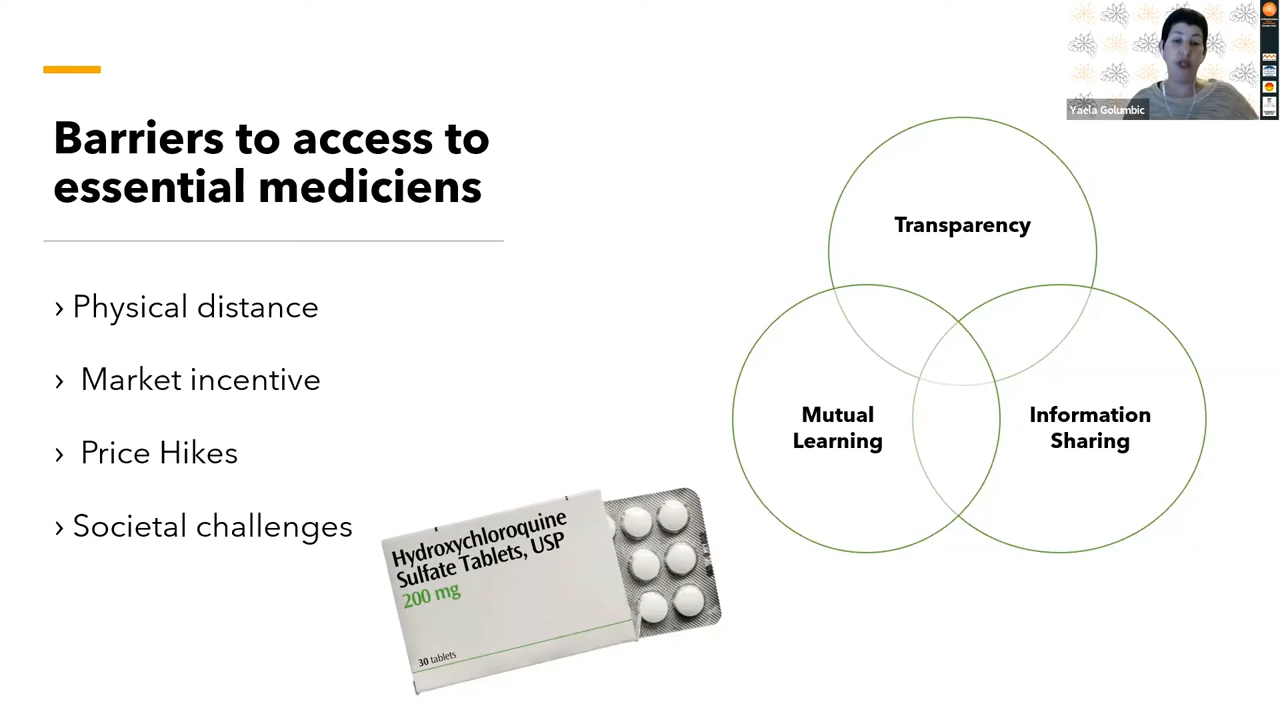 Yaela Golumbic
Barriers to access to
essential mediciens
› Physical distance
› Market incentive
› Price Hikes
› Societal challenges
Transparency
Mutual
Learning
Information
Sharing
Hydroxychloroquine
Sulfate Tablets, USP
200 mg
30 tablets